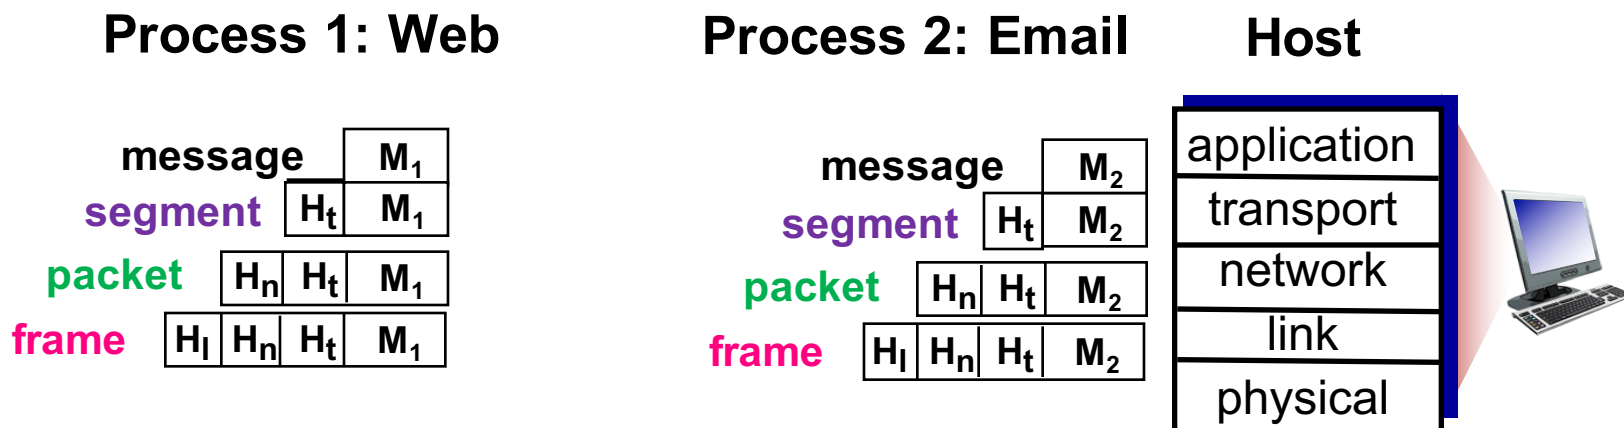 Process 1: Web
message M₁
segment Hₜ M₁
packet Hₙ Hₜ M₁
frame Hₗ Hₙ Hₜ M₁
Process 2: Email
message M₂
segment Hₜ M₂
packet Hₙ Hₜ M₂
frame Hₗ Hₙ Hₜ M₂
Host
application
transport
network
link
physical